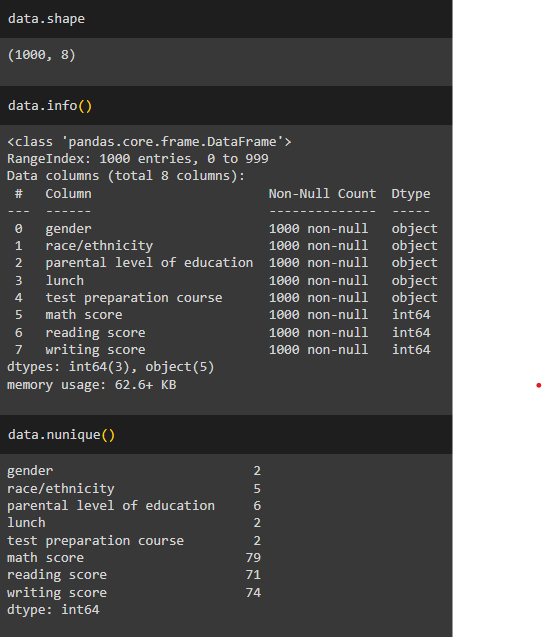 data.shape
(1000, 8)
data.info()
<class 'pandas.core.frame.DataFrame'>
RangeIndex: 1000 entries, 0 to 999
Data columns (total 8 columns):
 #   Column                       Non-Null Count  Dtype
---  ------                       --------------  -----
 0   gender                       1000 non-null   object
 1   race/ethnicity               1000 non-null   object
 2   parental level of education  1000 non-null   object
 3   lunch                        1000 non-null   object
 4   test preparation course      1000 non-null   object
 5   math score                   1000 non-null   int64
 6   reading score                1000 non-null   int64
 7   writing score                1000 non-null   int64
dtypes: int64(3), object(5)
memory usage: 62.6+ KB
data.nunique()
gender                          2
race/ethnicity                  5
parental level of education     6
lunch                           2
test preparation course         2
math score                     79
reading score                  71
writing score                  74
dtype: int64